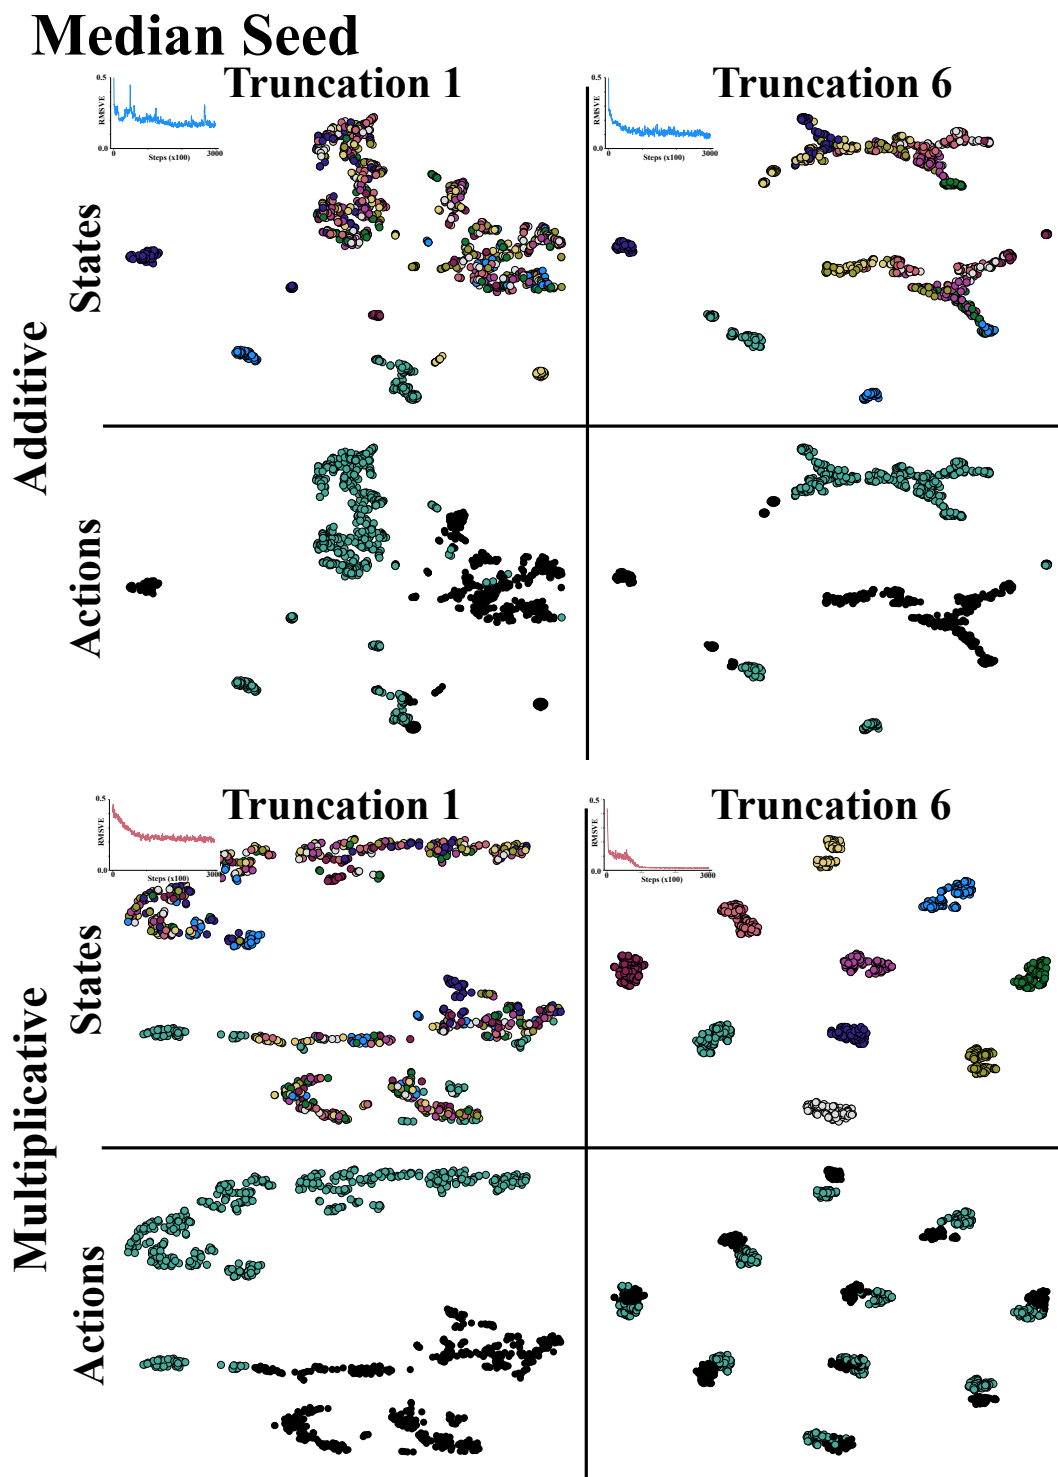 Median Seed
Truncation 1
Truncation 6
0.5
RMSVE
0.0
0
Steps (x100)
3000
0.5
RMSVE
0.0
0
Steps (x100)
3000
Additive
States
Actions
Truncation 1
Truncation 6
0.5
RMSVE
0.0
0
Steps (x100)
3000
0.5
RMSVE
0.0
0
Steps (x100)
3000
Multiplicative
States
Actions